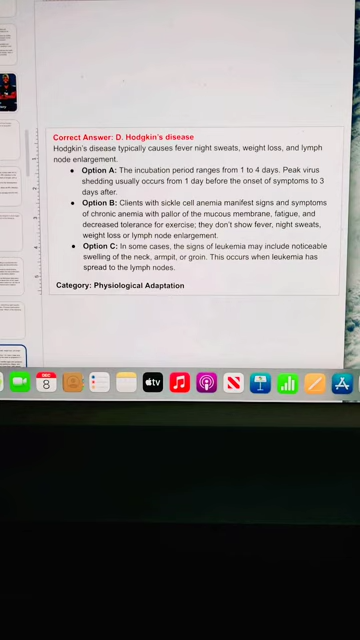 Correct Answer: D. Hodgkin's disease
Hodgkin's disease typically causes fever night sweats, weight loss, and lymph
node enlargement.
• Option A: The incubation period ranges from 1 to 4 days. Peak virus
shedding usually occurs from 1 day before the onset of symptoms to 3
days after.
• Option B: Clients with sickle cell anemia manifest signs and symptoms
of chronic anemia with pallor of the mucous membrane, fatigue, and
decreased tolerance for exercise; they don't show fever, night sweats,
weight loss or lymph node enlargement.
• Option C: In some cases, the signs of leukemia may include noticeable
swelling of the neck, armpit, or groin. This occurs when leukemia has
spread to the lymph nodes.
Category: Physiological Adaptation
DEC
8
tv